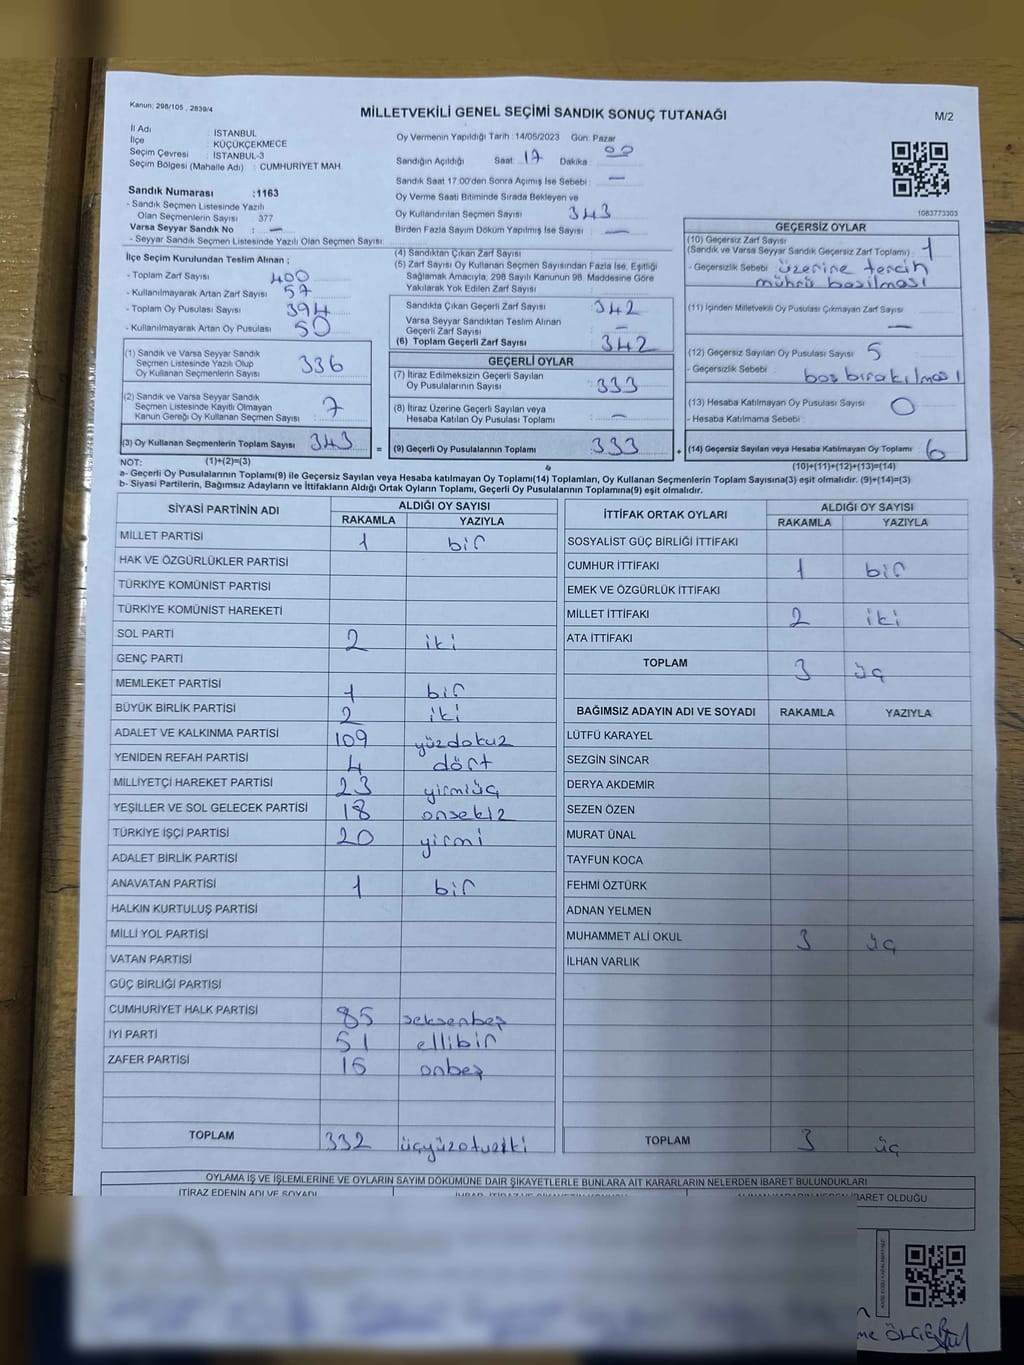 Kanun; 298/105 , 2839/4
MİLLETVEKİLİ GENEL SEÇİMİ SANDIK SONUÇ TUTANAĞI
M/2
İl Adı : İSTANBUL
İlçe : KÜÇÜKÇEKMECE
Seçim Çevresi : İSTANBUL-3
Seçim Bölgesi (Mahalle Adı) : CUMHURİYET MAH.
Sandık Numarası :1163
- Sandık Seçmen Listesinde Yazılı
Olan Seçmenlerin Sayısı 377
Varsa Seyyar Sandık No : —
- Seyyar Sandık Seçmen Listesinde Yazılı Olan Seçmen Sayısı:
İlçe Seçim Kurulundan Teslim Alınan ;
- Toplam Zarf Sayısı 400
- Kullanılmayarak Artan Zarf Sayısı 57
- Toplam Oy Pusulası Sayısı 394
- Kullanılmayarak Artan Oy Pusulası 50
(1) Sandık ve Varsa Seyyar Sandık
Seçmen Listesinde Yazılı Olup
Oy Kullanan Seçmenlerin Sayısı 336
(2) Sandık ve Varsa Seyyar Sandık
Seçmen Listesinde Kayıtlı Olmayan
Kanun Gereği Oy Kullanan Seçmen Sayısı : 7
(3) Oy Kullanan Seçmenlerin Toplam Sayısı 343
Oy Vermenin Yapıldığı Tarih :14/05/2023 Gün: Pazar
Sandığın Açıldığı Saat : 17 Dakika : 00
Sandık Saat 17.00'den Sonra Açımış İse Sebebi : —
Oy Verme Saati Bitiminde Sırada Bekleyen ve
Oy Kullandırılan Seçmen Sayısı 343
Birden Fazla Sayım Döküm Yapılmış İse Sayısı : —
(4) Sandıktan Çıkan Zarf Sayısı
(5) Zarf Sayısı Oy Kullanan Seçmen Sayısından Fazla İse, Eşitliği
Sağlamak Amacıyla, 298 Sayılı Kanunun 98. Maddesine Göre
Yakılarak Yok Edilen Zarf Sayısı :
Sandıkta Çıkan Geçerli Zarf Sayısı 342
Varsa Seyyar Sandıktan Teslim Alınan
Geçerli Zarf Sayısı : —
(6) Toplam Geçerli Zarf Sayısı 342
GEÇERLİ OYLAR
(7) İtiraz Edilmeksizin Geçerli Sayılan
Oy Pusulalarının Sayısı : 333
(8) İtiraz Üzerine Geçerli Sayılan veya
Hesaba Katılan Oy Pusulası Toplamı —
= (9) Geçerli Oy Pusulalarının Toplamı : 333
1083773303
GEÇERSİZ OYLAR
(10) Geçersiz Zarf Sayısı
(Sandık ve Varsa Seyyar Sandık Geçersiz Zarf Toplamı) : 1
- Geçersizlik Sebebi : üzerine tercih
mührü basılması
(11) İçinden Milletvekili Oy Pusulası Çıkmayan Zarf Sayısı
—
(12) Geçersiz Sayılan Oy Pusulası Sayısı 5
- Geçersizlik Sebebi boş bırakılması
(13) Hesaba Katılmayan Oy Pusulası Sayısı 0
- Hesaba Katılmama Sebebi :
+ (14) Geçersiz Sayılan veya Hesaba Katılmayan Oy Toplamı : 6
NOT: (1)+(2)=(3)
(10)+(11)+(12)+(13)=(14)
a- Geçerli Oy Pusulalarının Toplamı(9) ile Geçersiz Sayılan veya Hesaba katılmayan Oy Toplamı(14) Toplamları, Oy Kullanan Seçmenlerin Toplam Sayısına(3) eşit olmalıdır. (9)+(14)=(3)
b- Siyasi Partilerin, Bağımsız Adayların ve İttifakların Aldığı Oyların Toplamı, Geçerli Oy Pusulalarının Toplamına(9) eşit olmalıdır.
SİYASİ PARTİNİN ADI ALDIĞI OY SAYISI
RAKAMLA YAZIYLA
MİLLET PARTİSİ 1 bir
HAK VE ÖZGÜRLÜKLER PARTİSİ
TÜRKİYE KOMÜNİST PARTİSİ
TÜRKİYE KOMÜNİST HAREKETİ
SOL PARTİ 2 iki
GENÇ PARTİ
MEMLEKET PARTİSİ 1 bir
BÜYÜK BİRLİK PARTİSİ 2 iki
ADALET VE KALKINMA PARTİSİ 109 yüzdokuz
YENİDEN REFAH PARTİSİ 4 dört
MİLLİYETÇİ HAREKET PARTİSİ 23 yirmiüç
YEŞİLLER VE SOL GELECEK PARTİSİ 18 onsekiz
TÜRKİYE İŞÇİ PARTİSİ 20 yirmi
ADALET BİRLİK PARTİSİ
ANAVATAN PARTİSİ 1 bir
HALKIN KURTULUŞ PARTİSİ
MİLLİ YOL PARTİSİ
VATAN PARTİSİ
GÜÇ BİRLİĞİ PARTİSİ
CUMHURİYET HALK PARTİSİ 85 seksenbeş
İYİ PARTİ 51 ellibir
ZAFER PARTİSİ 15 onbeş
TOPLAM 332 üçyüzotuziki
İTTİFAK ORTAK OYLARI ALDIĞI OY SAYISI
RAKAMLA YAZIYLA
SOSYALİST GÜÇ BİRLİĞİ İTTİFAKI
CUMHUR İTTİFAKI 1 bir
EMEK VE ÖZGÜRLÜK İTTİFAKI
MİLLET İTTİFAKI 2 iki
ATA İTTİFAKI
TOPLAM 3 üç
BAĞIMSIZ ADAYIN ADI VE SOYADI RAKAMLA YAZIYLA
LÜTFÜ KARAYEL
SEZGİN SİNCAR
DERYA AKDEMİR
SEZEN ÖZEN
MURAT ÜNAL
TAYFUN KOCA
FEHMİ ÖZTÜRK
ADNAN YELMEN
MUHAMMET ALİ OKUL 3 üç
İLHAN VARLIK
TOPLAM 3 üç
OYLAMA İŞ VE İŞLEMLERİNE VE OYLARIN SAYIM DÖKÜMÜNE DAİR ŞİKAYETLERLE BUNLARA AİT KARARLARIN NELERDEN İBARET BULUNDUKLARI
İTİRAZ EDENİN ADI VE SOYADI
İBARET OLDUĞU